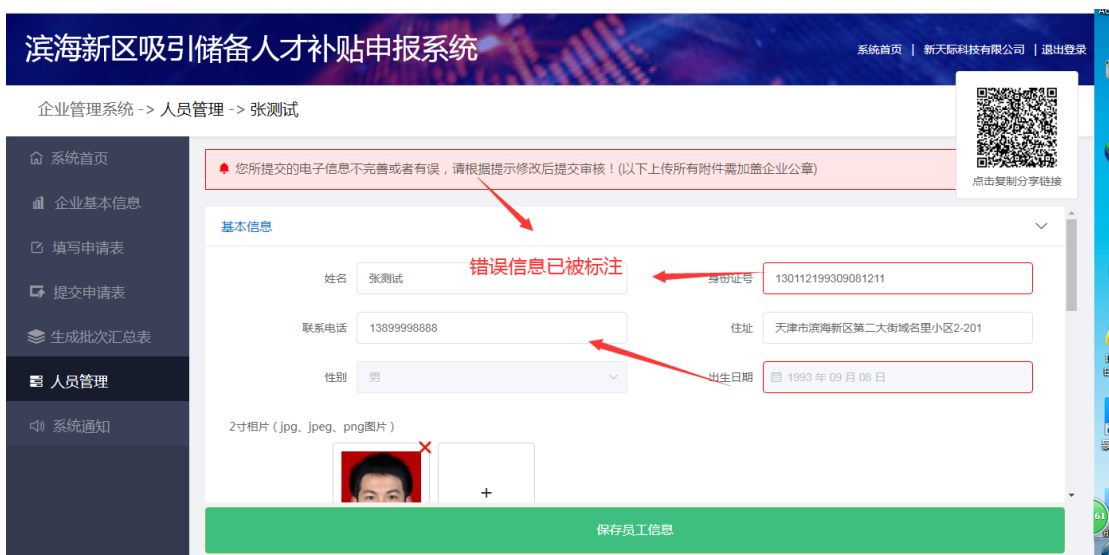 滨海新区吸引储备人才补贴申报系统
系统首页 | 新天际科技有限公司 | 退出登录
企业管理系统 -> 人员管理 -> 张测试
点击复制分享链接
系统首页
企业基本信息
填写申请表
提交申请表
生成批次汇总表
人员管理
系统通知
您所提交的电子信息不完善或者有误，请根据提示修改后提交审核！(以下上传所有附件需加盖企业公章)
基本信息
错误信息已被标注
姓名 张测试 身份证号 130112199309081211
联系电话 13899998888 住址 天津市滨海新区第二大街域名里小区2-201
性别 男 出生日期 1993 年 09 月 08 日
2寸相片（jpg、jpeg、png图片）
+
保存员工信息
61